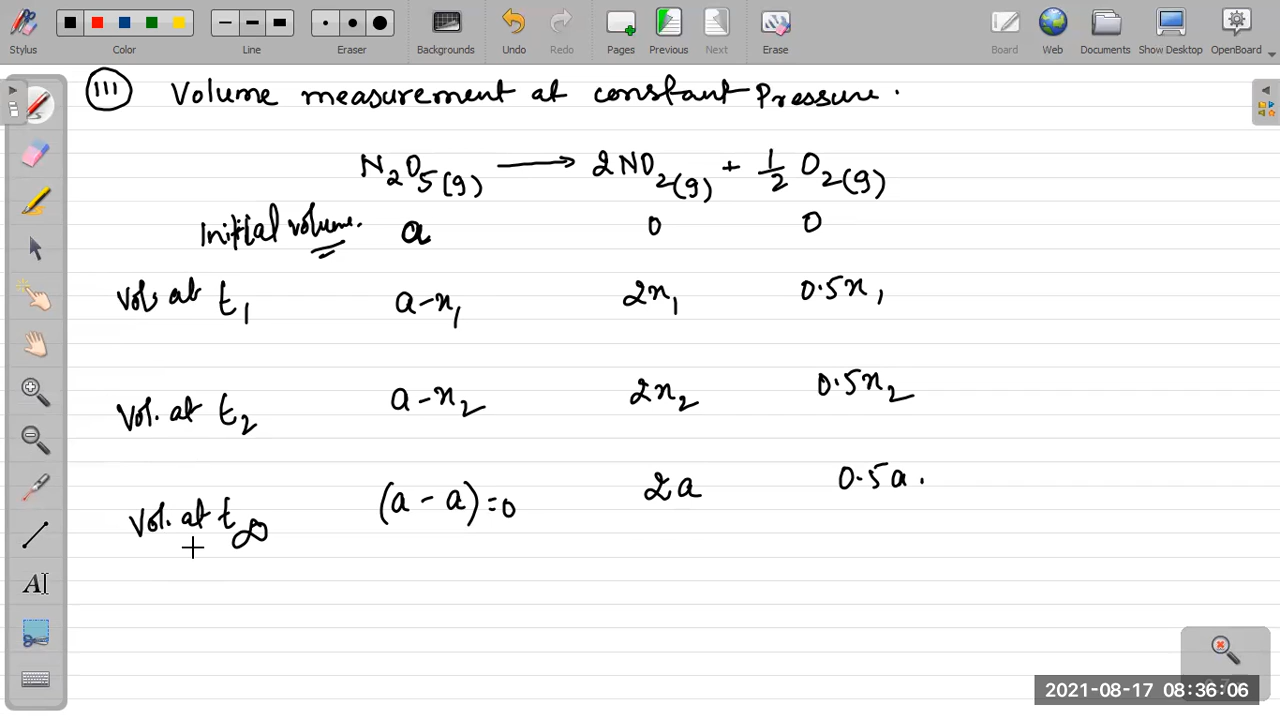 Stylus Color Line Eraser Backgrounds Undo Redo Pages Previous Next Erase Board Web Documents Show Desktop OpenBoard
III Volume measurement at constant Pressure.
N2O5(g) → 2NO2(g) + 1/2 O2(g)
Initial volume. a 0 0
Vol. at t1 a-x1 2x1 0.5x1
Vol. at t2 a-x2 2x2 0.5x2
Vol. at t∞ (a - a) = 0 2a 0.5a.
2021-08-17 08:36:06